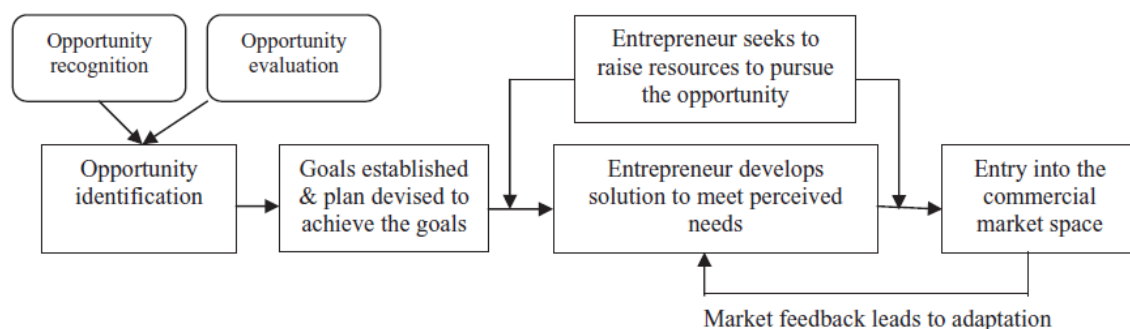 Opportunity
recognition
Opportunity
evaluation
Entrepreneur seeks to
raise resources to pursue
the opportunity
Opportunity
identification
Goals established
& plan devised to
achieve the goals
Entrepreneur develops
solution to meet perceived
needs
Entry into the
commercial
market space
Market feedback leads to adaptation